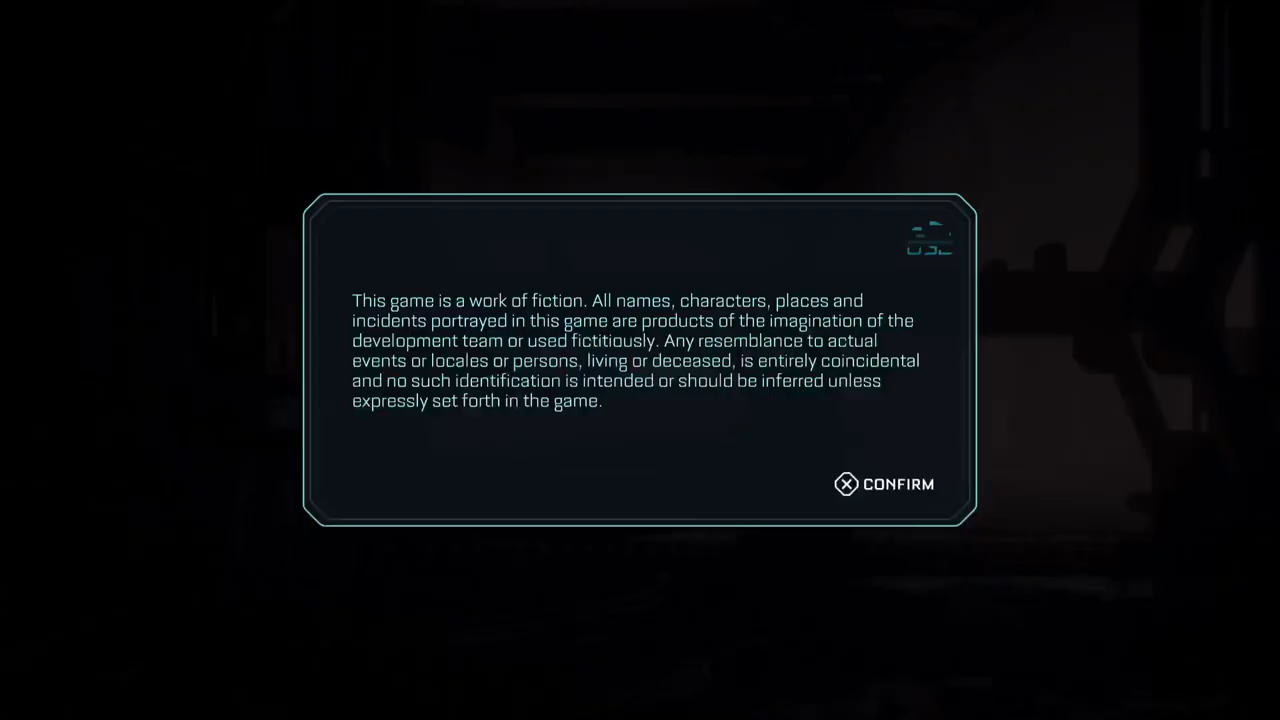 This game is a work of fiction. All names, characters, places and
incidents portrayed in this game are products of the imagination of the
development team or used fictitiously. Any resemblance to actual
events or locales or persons, living or deceased, is entirely coincidental
and no such identification is intended or should be inferred unless
expressly set forth in the game.
CONFIRM